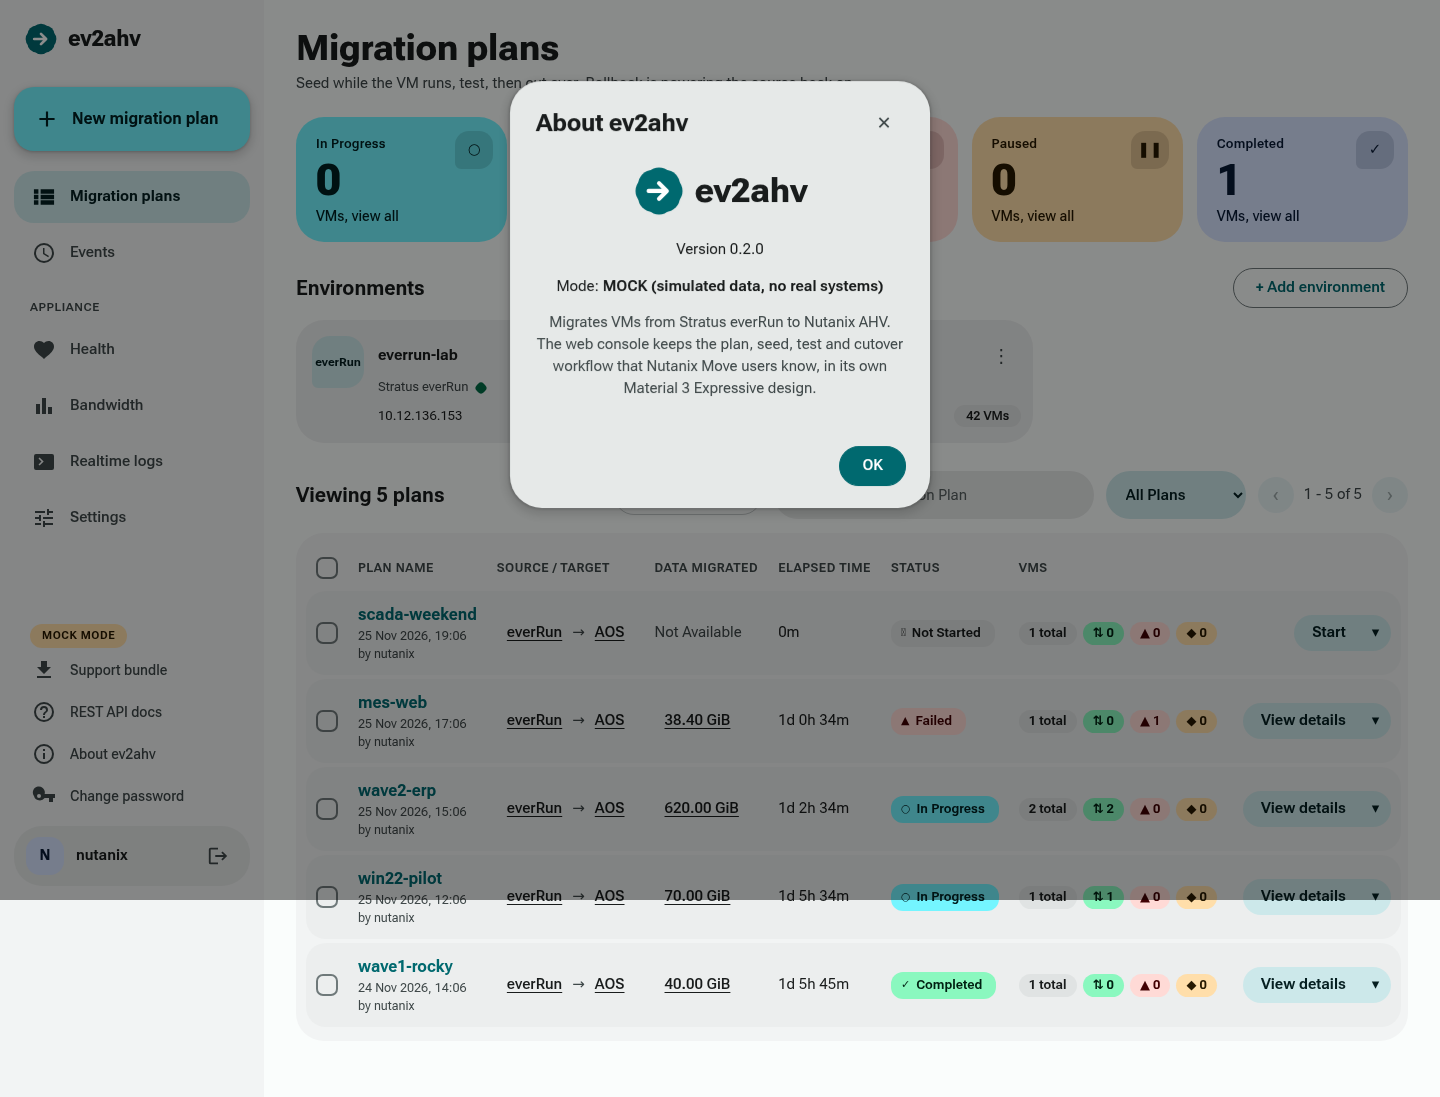 ev2ahv
New migration plan
Migration plans
Events
APPLIANCE
Health
Bandwidth
Realtime logs
Settings
MOCK MODE
Support bundle
REST API docs
About ev2ahv
Change password
N nutanix
Migration plans
Seed while the VM runs, test, then
In Progress
0
VMs, view all
Paused
0
VMs, view all
Completed
1
VMs, view all
Environments
+ Add environment
everRun
everrun-lab
Stratus everRun
10.12.136.153
42 VMs
About ev2ahv
ev2ahv
Version 0.2.0
Mode: MOCK (simulated data, no real systems)
Migrates VMs from Stratus everRun to Nutanix AHV.
The web console keeps the plan, seed, test and cutover
workflow that Nutanix Move users know, in its own
Material 3 Expressive design.
OK
Viewing 5 plans
Plan
All Plans
1 - 5 of 5
PLAN NAME SOURCE / TARGET DATA MIGRATED ELAPSED TIME STATUS VMS
scada-weekend
25 Nov 2026, 19:06
by nutanix
everRun → AOS Not Available 0m Not Started 1 total ⇅ 0 ▲ 0 ◆ 0 Start ▼
mes-web
25 Nov 2026, 17:06
by nutanix
everRun → AOS 38.40 GiB 1d 0h 34m ▲ Failed 1 total ⇅ 0 ▲ 1 ◆ 0 View details ▼
wave2-erp
25 Nov 2026, 15:06
by nutanix
everRun → AOS 620.00 GiB 1d 2h 34m ○ In Progress 2 total ⇅ 2 ▲ 0 ◆ 0 View details ▼
win22-pilot
25 Nov 2026, 12:06
by nutanix
everRun → AOS 70.00 GiB 1d 5h 34m ○ In Progress 1 total ⇅ 1 ▲ 0 ◆ 0 View details ▼
wave1-rocky
24 Nov 2026, 14:06
by nutanix
everRun → AOS 40.00 GiB 1d 5h 45m ✓ Completed 1 total ⇅ 0 ▲ 0 ◆ 0 View details ▼